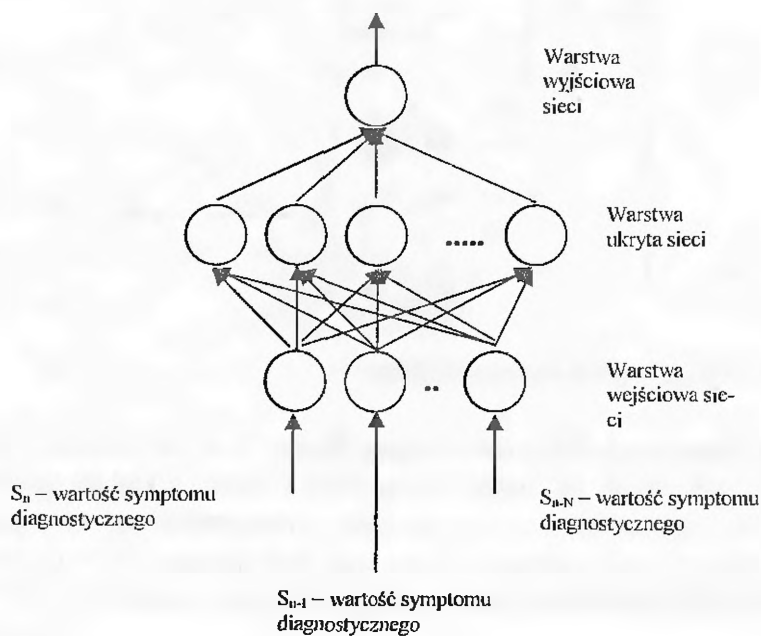 Warstwa
wyjściowa
sieci
Warstwa
ukryta sieci
.....
Warstwa
wejściowa sie-
ci
..
Sn – wartość symptomu
diagnostycznego
Sn-N – wartość symptomu
diagnostycznego
Sn-1 – wartość symptomu
diagnostycznego